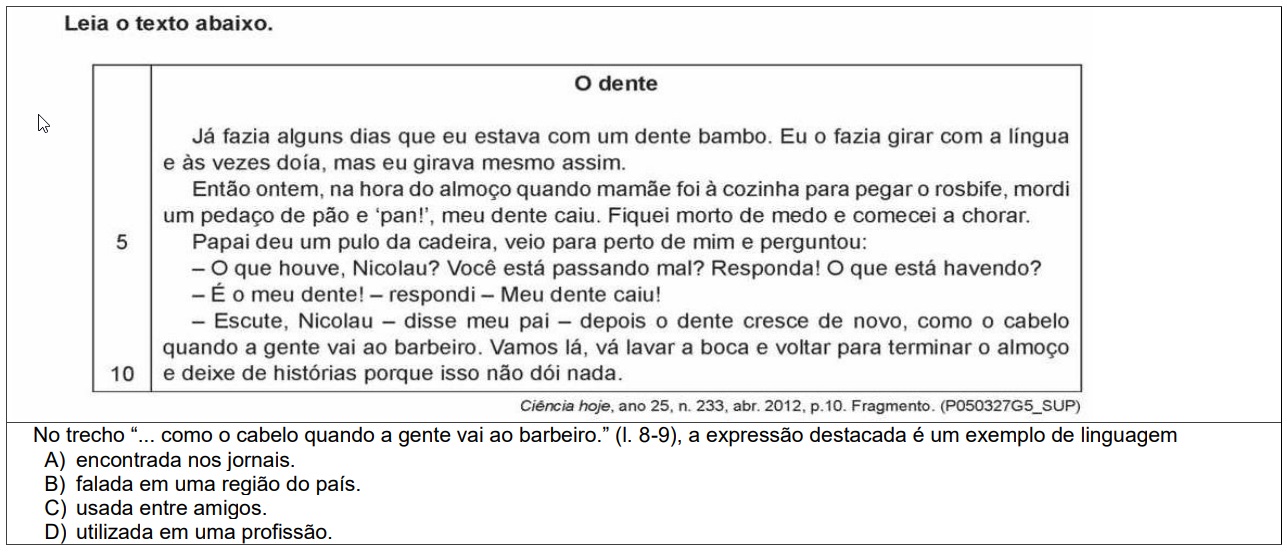 Leia o texto abaixo.
O dente
Já fazia alguns dias que eu estava com um dente bambo. Eu o fazia girar com a língua
e às vezes doía, mas eu girava mesmo assim.
Então ontem, na hora do almoço quando mamãe foi à cozinha para pegar o rosbife, mordi
um pedaço de pão e ‘pan!’, meu dente caiu. Fiquei morto de medo e comecei a chorar.
5 Papai deu um pulo da cadeira, veio para perto de mim e perguntou:
– O que houve, Nicolau? Você está passando mal? Responda! O que está havendo?
– É o meu dente! – respondi – Meu dente caiu!
– Escute, Nicolau – disse meu pai – depois o dente cresce de novo, como o cabelo
quando a gente vai ao barbeiro. Vamos lá, vá lavar a boca e voltar para terminar o almoço
10 e deixe de histórias porque isso não dói nada.
Ciência hoje, ano 25, n. 233, abr. 2012, p.10. Fragmento. (P050327G5_SUP)
No trecho “... como o cabelo quando a gente vai ao barbeiro.” (l. 8-9), a expressão destacada é um exemplo de linguagem
A) encontrada nos jornais.
B) falada em uma região do país.
C) usada entre amigos.
D) utilizada em uma profissão.